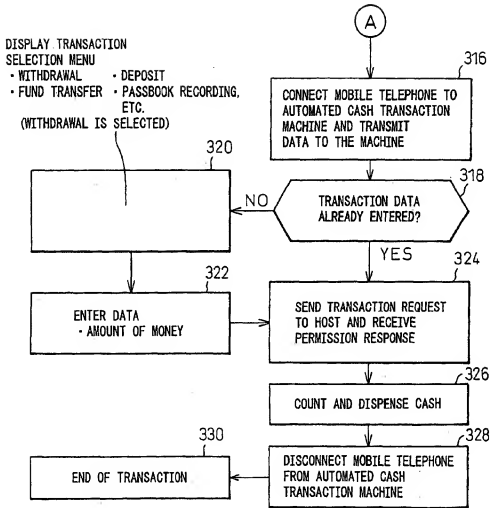 A
DISPLAY TRANSACTION
SELECTION MENU
・WITHDRAWAL ・DEPOSIT
・FUND TRANSFER ・PASSBOOK RECORDING,
ETC.
(WITHDRAWAL IS SELECTED)
316
CONNECT MOBILE TELEPHONE TO
AUTOMATED CASH TRANSACTION
MACHINE AND TRANSMIT
DATA TO THE MACHINE
320
318
NO
TRANSACTION DATA
ALREADY ENTERED?
YES
322
ENTER DATA
・AMOUNT OF MONEY
324
SEND TRANSACTION REQUEST
TO HOST AND RECEIVE
PERMISSION RESPONSE
326
COUNT AND DISPENSE CASH
328
DISCONNECT MOBILE TELEPHONE
FROM AUTOMATED CASH
TRANSACTION MACHINE
330
END OF TRANSACTION